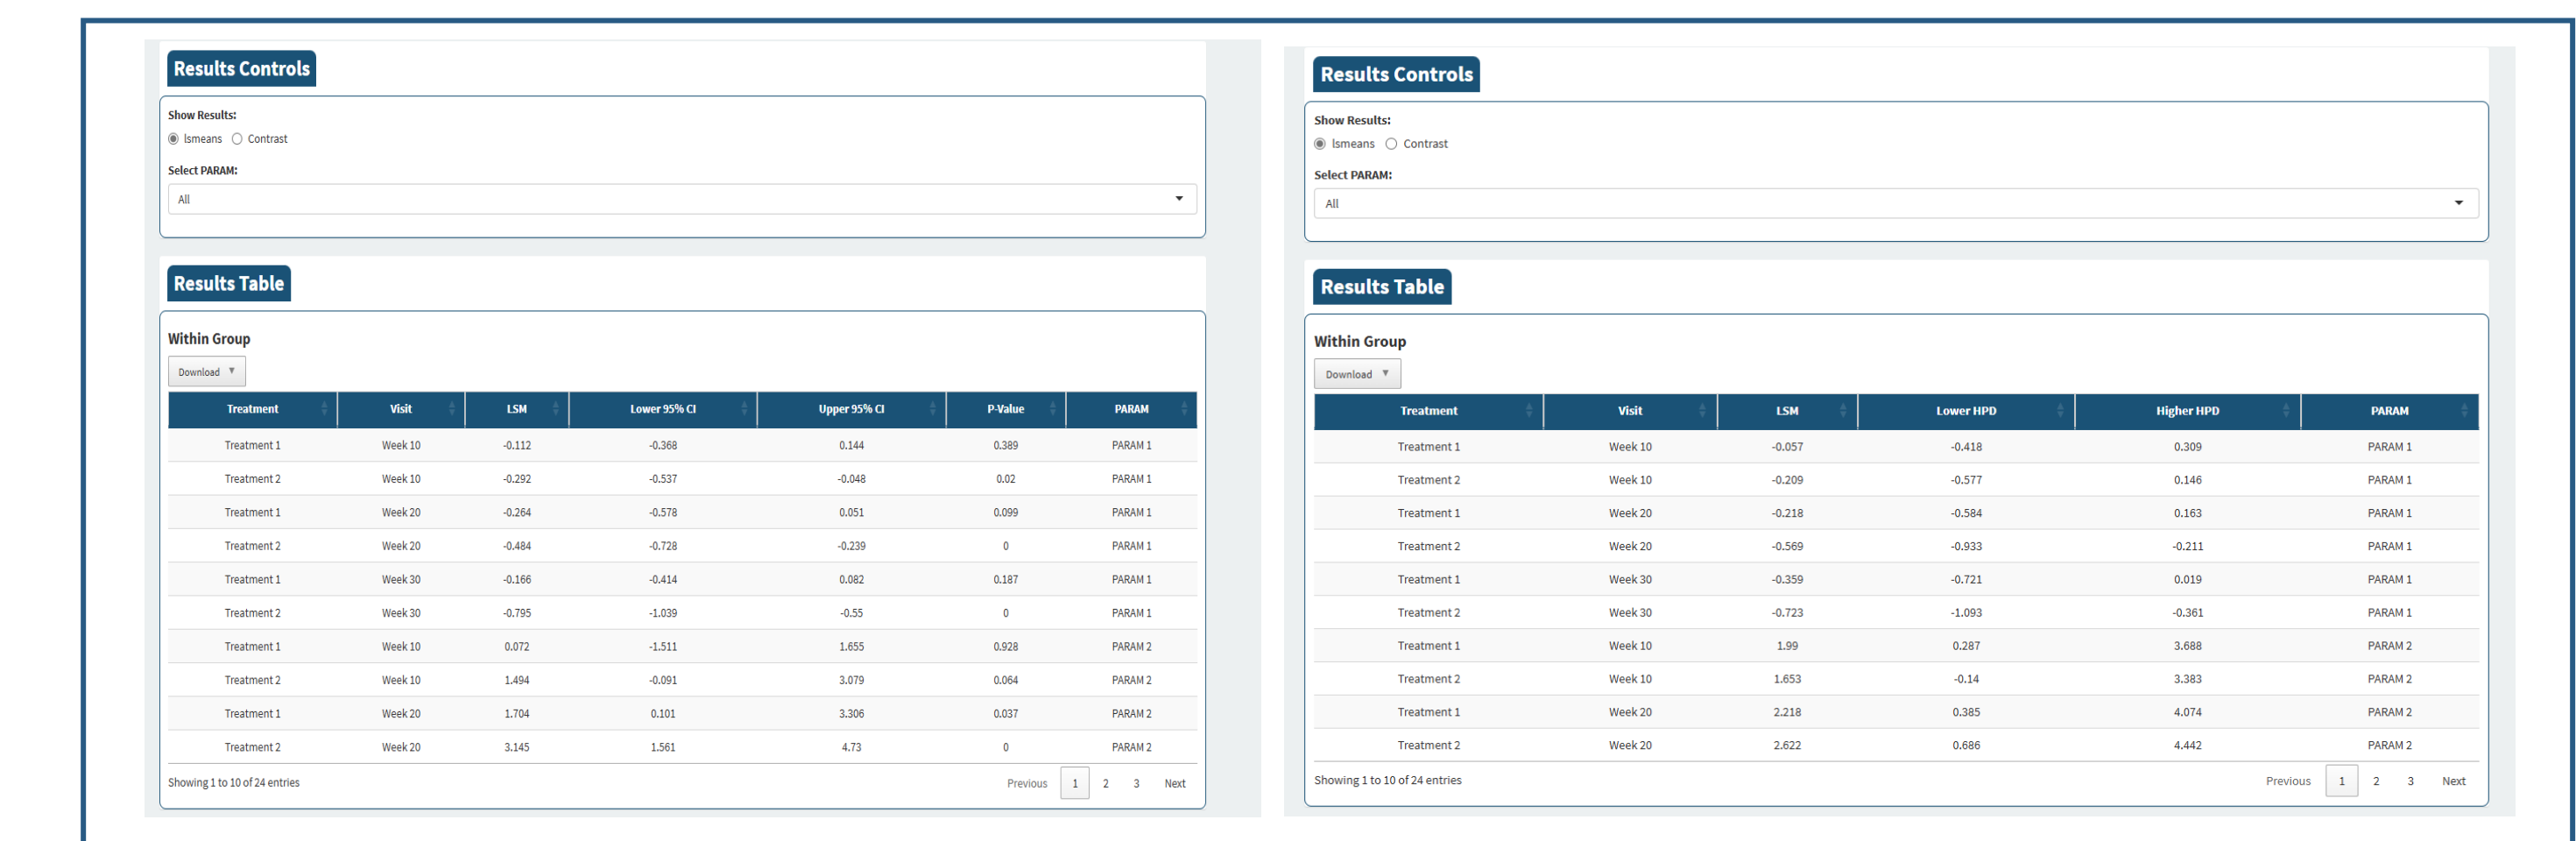 Results Controls
Show Results:
lsmeans Contrast
Select PARAM:
All
Results Table
Within Group
Download
Treatment Visit LSM Lower 95% CI Upper 95% CI P-Value PARAM
Treatment 1 Week 10 -0.112 -0.368 0.144 0.389 PARAM 1
Treatment 2 Week 10 -0.292 -0.537 -0.048 0.02 PARAM 1
Treatment 1 Week 20 -0.264 -0.578 0.051 0.099 PARAM 1
Treatment 2 Week 20 -0.484 -0.728 -0.239 0 PARAM 1
Treatment 1 Week 30 -0.166 -0.414 0.082 0.187 PARAM 1
Treatment 2 Week 30 -0.795 -1.039 -0.55 0 PARAM 1
Treatment 1 Week 10 0.072 -1.511 1.655 0.928 PARAM 2
Treatment 2 Week 10 1.494 -0.091 3.079 0.064 PARAM 2
Treatment 1 Week 20 1.704 0.101 3.306 0.037 PARAM 2
Treatment 2 Week 20 3.145 1.561 4.73 0 PARAM 2
Showing 1 to 10 of 24 entries Previous 1 2 3 Next
Results Controls
Show Results:
lsmeans Contrast
Select PARAM:
All
Results Table
Within Group
Download
Treatment Visit LSM Lower HPD Higher HPD PARAM
Treatment 1 Week 10 -0.057 -0.418 0.309 PARAM 1
Treatment 2 Week 10 -0.209 -0.577 0.146 PARAM 1
Treatment 1 Week 20 -0.218 -0.584 0.163 PARAM 1
Treatment 2 Week 20 -0.569 -0.933 -0.211 PARAM 1
Treatment 1 Week 30 -0.359 -0.721 0.019 PARAM 1
Treatment 2 Week 30 -0.723 -1.093 -0.361 PARAM 1
Treatment 1 Week 10 1.99 0.287 3.688 PARAM 2
Treatment 2 Week 10 1.653 -0.14 3.383 PARAM 2
Treatment 1 Week 20 2.218 0.385 4.074 PARAM 2
Treatment 2 Week 20 2.622 0.686 4.442 PARAM 2
Showing 1 to 10 of 24 entries Previous 1 2 3 Next